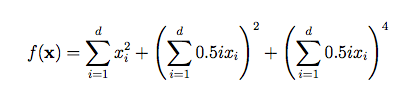 f(𝐱) = ∑_{i=1}^{d} x_i^2 + (∑_{i=1}^{d} 0.5ix_i)^2 + (∑_{i=1}^{d} 0.5ix_i)^4